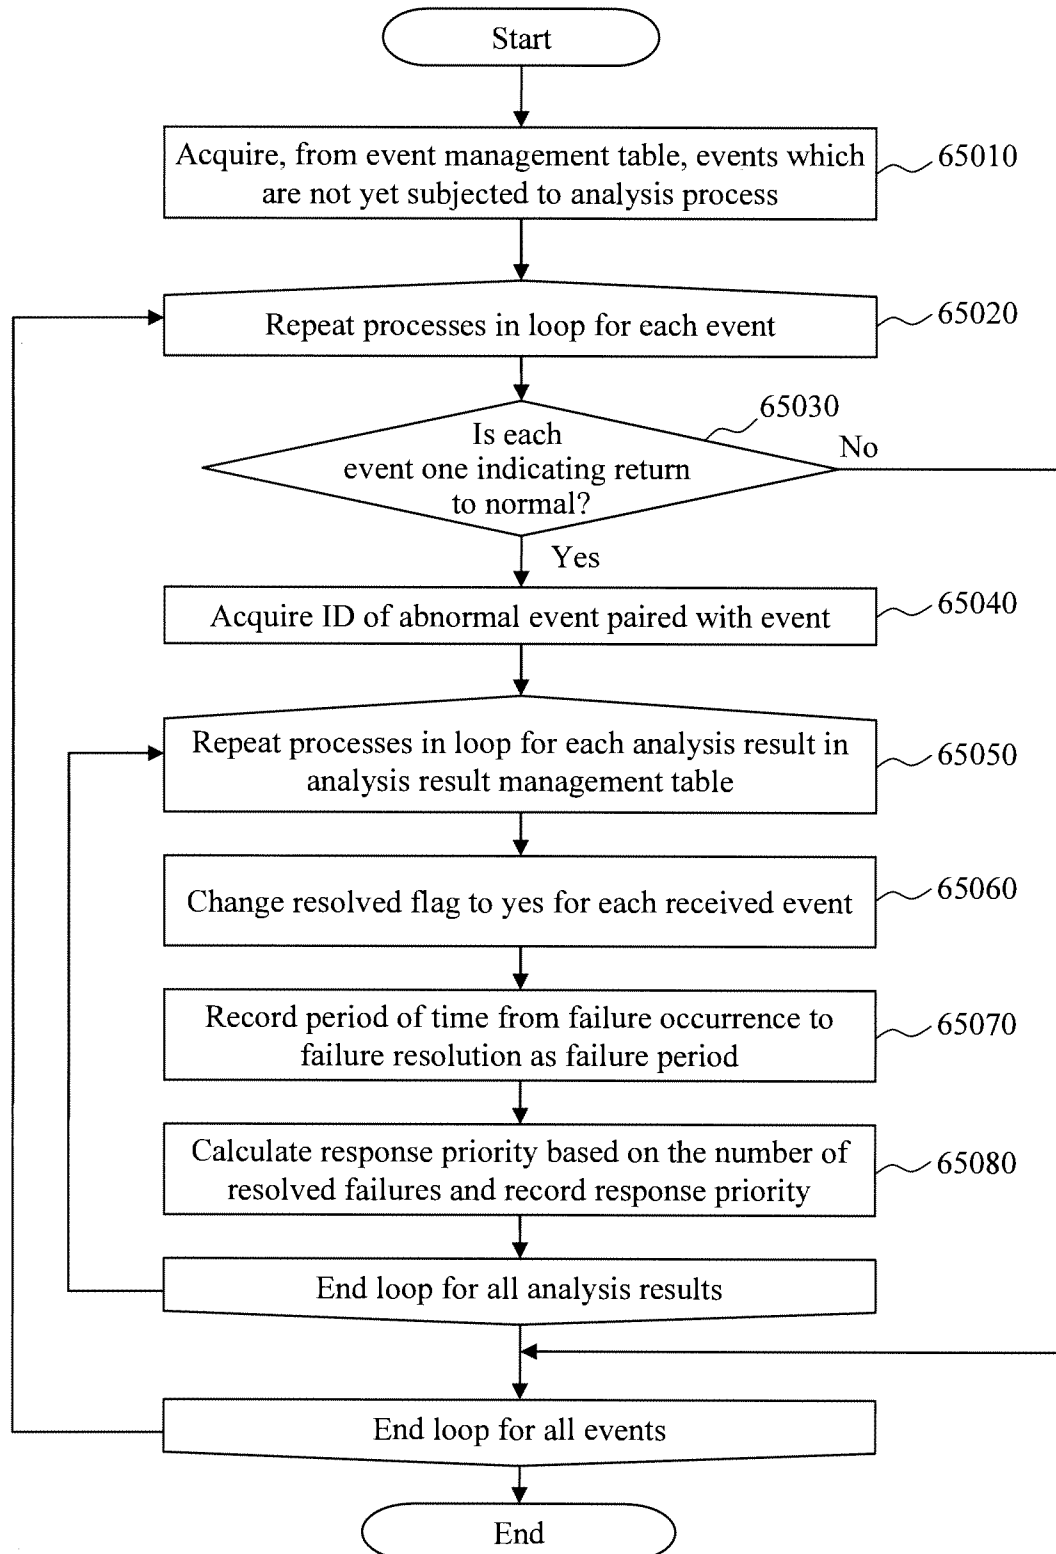 Start
Acquire, from event management table, events which
are not yet subjected to analysis process
65010
Repeat processes in loop for each event
65020
65030
Is each
event one indicating return
to normal?
No
Yes
Acquire ID of abnormal event paired with event
65040
Repeat processes in loop for each analysis result in
analysis result management table
65050
Change resolved flag to yes for each received event
65060
Record period of time from failure occurrence to
failure resolution as failure period
65070
Calculate response priority based on the number of
resolved failures and record response priority
65080
End loop for all analysis results
End loop for all events
End